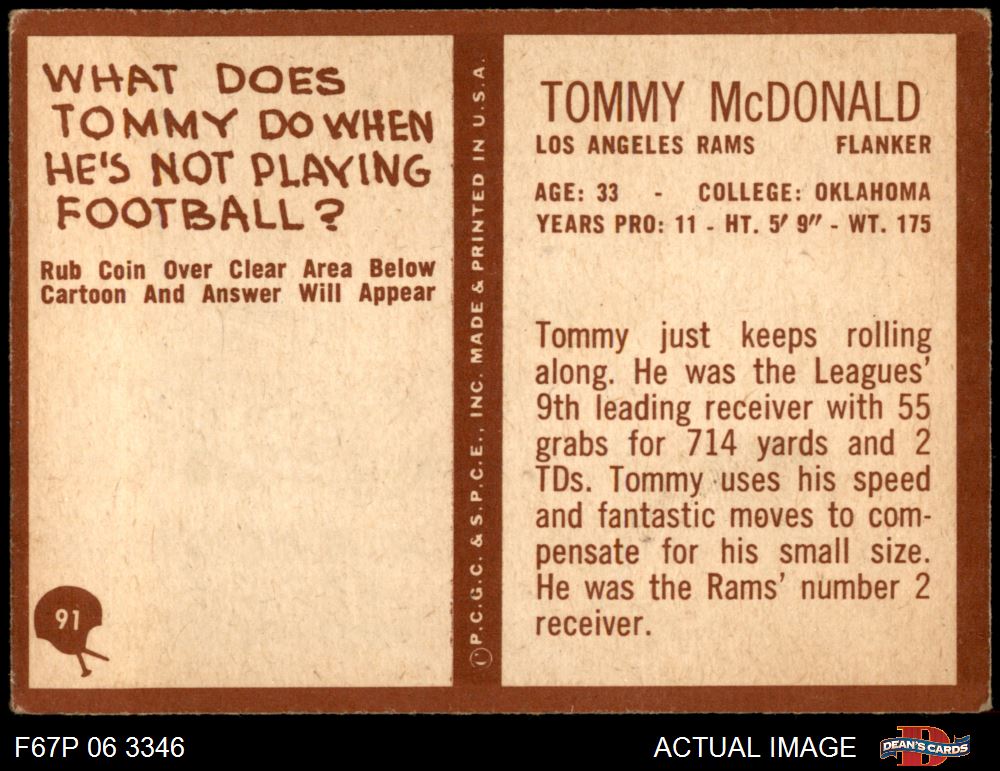 WHAT DOES
TOMMY DO WHEN
HE'S NOT PLAYING
FOOTBALL?
Rub Coin Over Clear Area Below
Cartoon And Answer Will Appear
91
©P.C.G.C. & S.P.C.E., INC. MADE & PRINTED IN U.S.A.
TOMMY McDONALD
LOS ANGELES RAMS FLANKER
AGE: 33 - COLLEGE: OKLAHOMA
YEARS PRO: 11 - HT. 5' 9" - WT. 175
Tommy just keeps rolling
along. He was the Leagues'
9th leading receiver with 55
grabs for 714 yards and 2
TDs. Tommy uses his speed
and fantastic moves to com-
pensate for his small size.
He was the Rams' number 2
receiver.
F67P 06 3346
ACTUAL IMAGE
DEAN'S CARDS